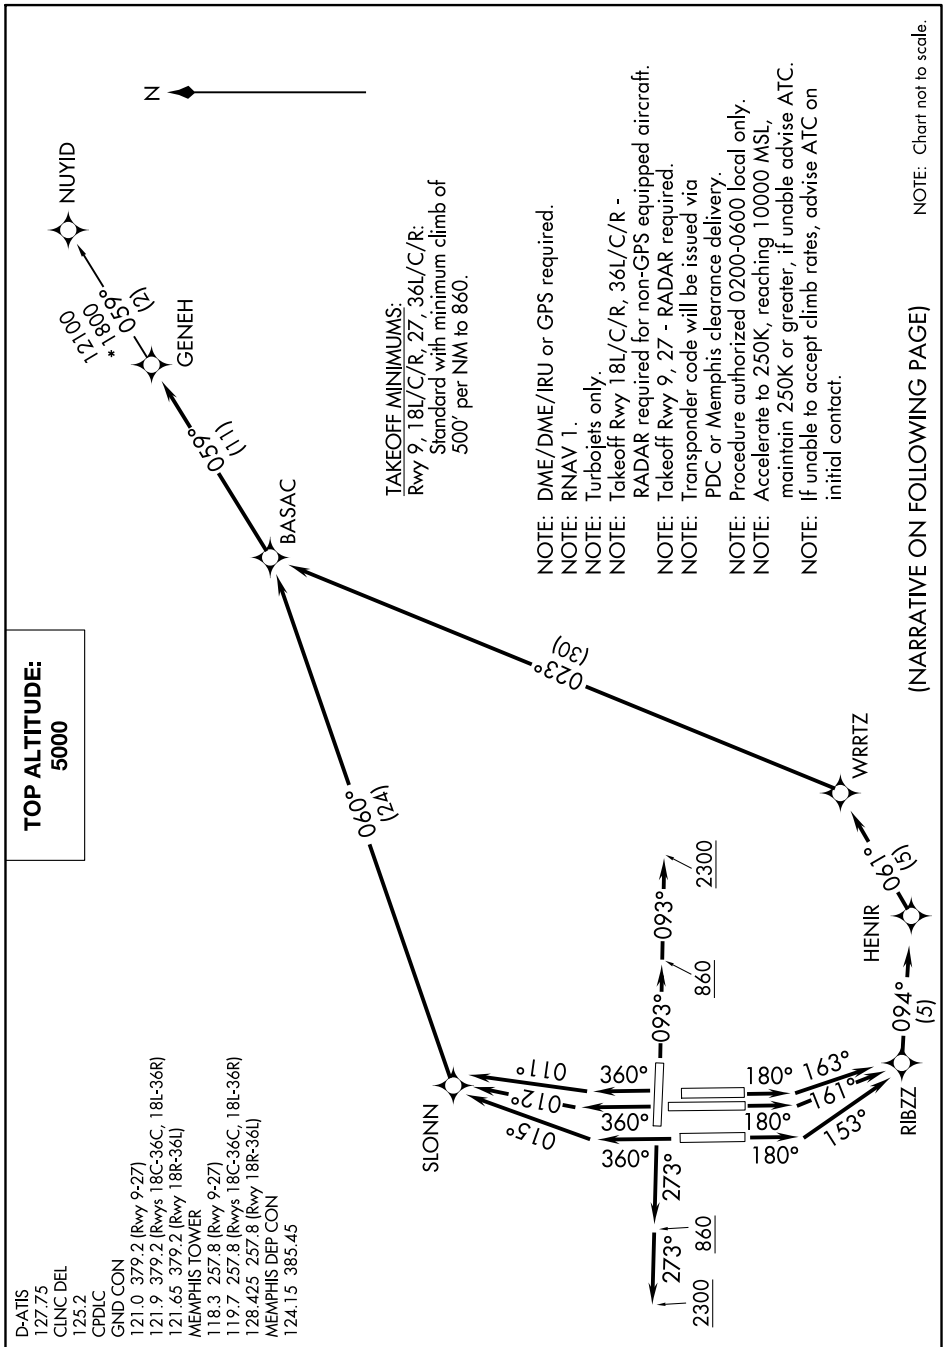 D-ATIS
127.75
CLNC DEL
125.2
CPDLC
GND CON
121.0 379.2 (Rwy 9-27)
121.9 379.2 (Rwys 18C-36C, 18L-36R)
121.65 379.2 (Rwy 18R-36L)
MEMPHIS TOWER
118.3 257.8 (Rwy 9-27)
119.7 257.8 (Rwys 18C-36C, 18L-36R)
128.425 257.8 (Rwy 18R-36L)
MEMPHIS DEP CON
124.15 385.45
TOP ALTITUDE:
5000
NUYID
N
12100
*1800
059°
(2)
GENEH
059°
(11)
BASAC
060°
(24)
023°
(30)
SLONN
015°
012°
011°
360°
360°
360°
273°
273°
860
2300
093°
093°
860
2300
180°
180°
180°
153°
161°
163°
RIBZZ
094°
(5)
HENIR
061°
(5)
WRRTZ
TAKEOFF MINIMUMS:
Rwy 9, 18L/C/R, 27, 36L/C/R:
Standard with minimum climb of
500' per NM to 860.
NOTE: DME/DME/IRU or GPS required.
NOTE: RNAV 1.
NOTE: Turbojets only.
NOTE: Takeoff Rwy 18L/C/R, 36L/C/R -
RADAR required for non-GPS equipped aircraft.
NOTE: Takeoff Rwy 9, 27 - RADAR required.
NOTE: Transponder code will be issued via
PDC or Memphis clearance delivery.
NOTE: Procedure authorized 0200-0600 local only.
NOTE: Accelerate to 250K, reaching 10000 MSL,
maintain 250K or greater, if unable advise ATC.
NOTE: If unable to accept climb rates, advise ATC on
initial contact.
(NARRATIVE ON FOLLOWING PAGE)
NOTE: Chart not to scale.